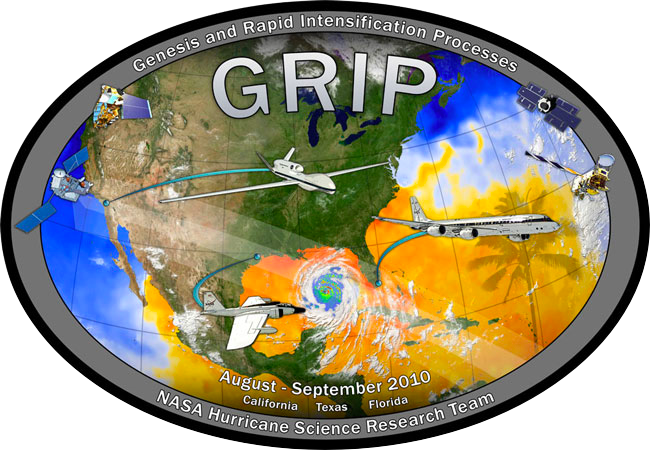 Genesis and Rapid Intensification Processes
GRIP
August - September 2010
California Texas Florida
NASA Hurricane Science Research Team